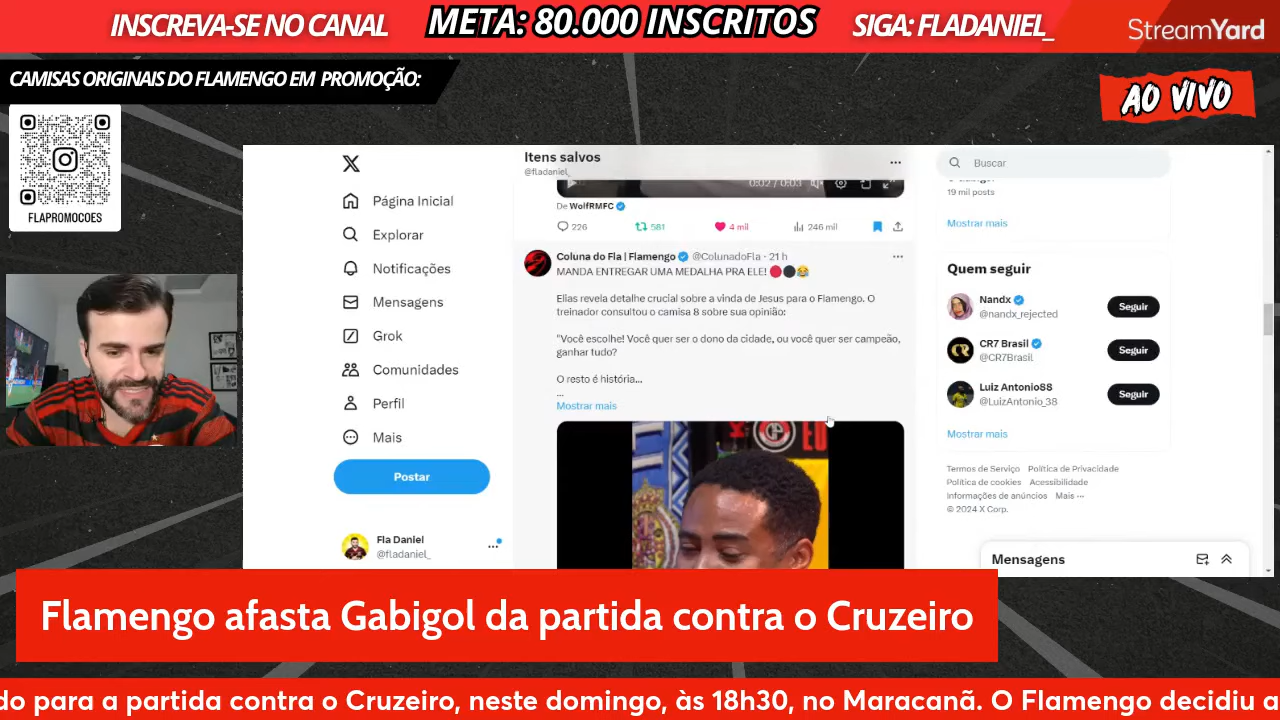 INSCREVA-SE NO CANAL
META: 80.000 INSCRITOS
SIGA: FLADANIEL_
StreamYard
CAMISAS ORIGINAIS DO FLAMENGO EM PROMOÇÃO:
AO VIVO
FLAPROMOCOES
X
Página Inicial
Explorar
Notificações
Mensagens
Grok
Comunidades
Perfil
Mais
Postar
Fla Daniel
@fladaniel_
Itens salvos
@fladaniel_
0:02 / 0:03
De WolfRMFC
226
581
4 mil
246 mil
Coluna do Fla | Flamengo @ColunadoFla · 21 h
MANDA ENTREGAR UMA MEDALHA PRA ELE! 🔴⚫😂
Elias revela detalhe crucial sobre a vinda de Jesus para o Flamengo. O
treinador consultou o camisa 8 sobre sua opinião:
"Você escolhe! Você quer ser o dono da cidade, ou você quer ser campeão,
ganhar tudo?
O resto é história...
...
Mostrar mais
Buscar
19 mil posts
Mostrar mais
Quem seguir
Nandx
@nandx_rejected
Seguir
CR7 Brasil
@CR7Brasil
Seguir
Luiz Antonio88
@LuizAntonio_38
Seguir
Mostrar mais
Termos de Serviço Política de Privacidade
Política de cookies Acessibilidade
Informações de anúncios Mais ···
© 2024 X Corp.
Mensagens
Flamengo afasta Gabigol da partida contra o Cruzeiro
do para a partida contra o Cruzeiro, neste domingo, às 18h30, no Maracanã. O Flamengo decidiu a